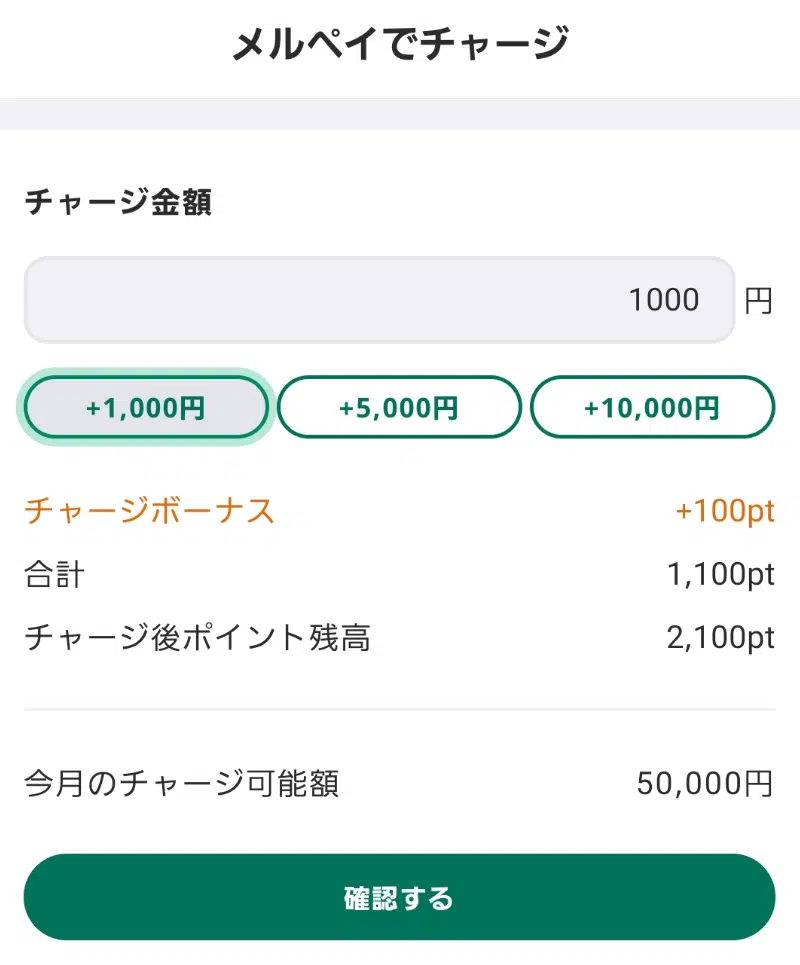 メルペイでチャージ
チャージ金額
1000 円
+1,000円 +5,000円 +10,000円
チャージボーナス +100pt
合計 1,100pt
チャージ後ポイント残高 2,100pt
今月のチャージ可能額 50,000円
確認する